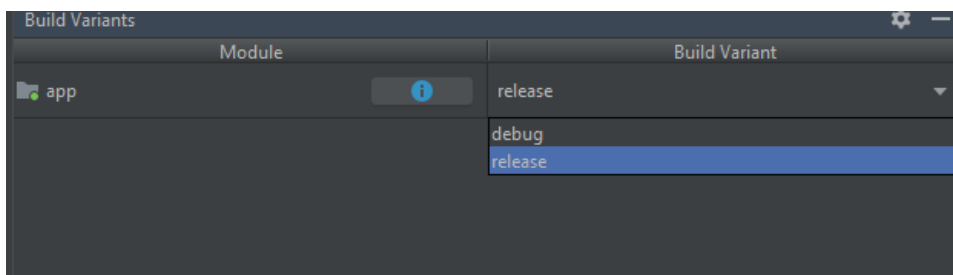 Build Variants
Module Build Variant
app release
debug
release